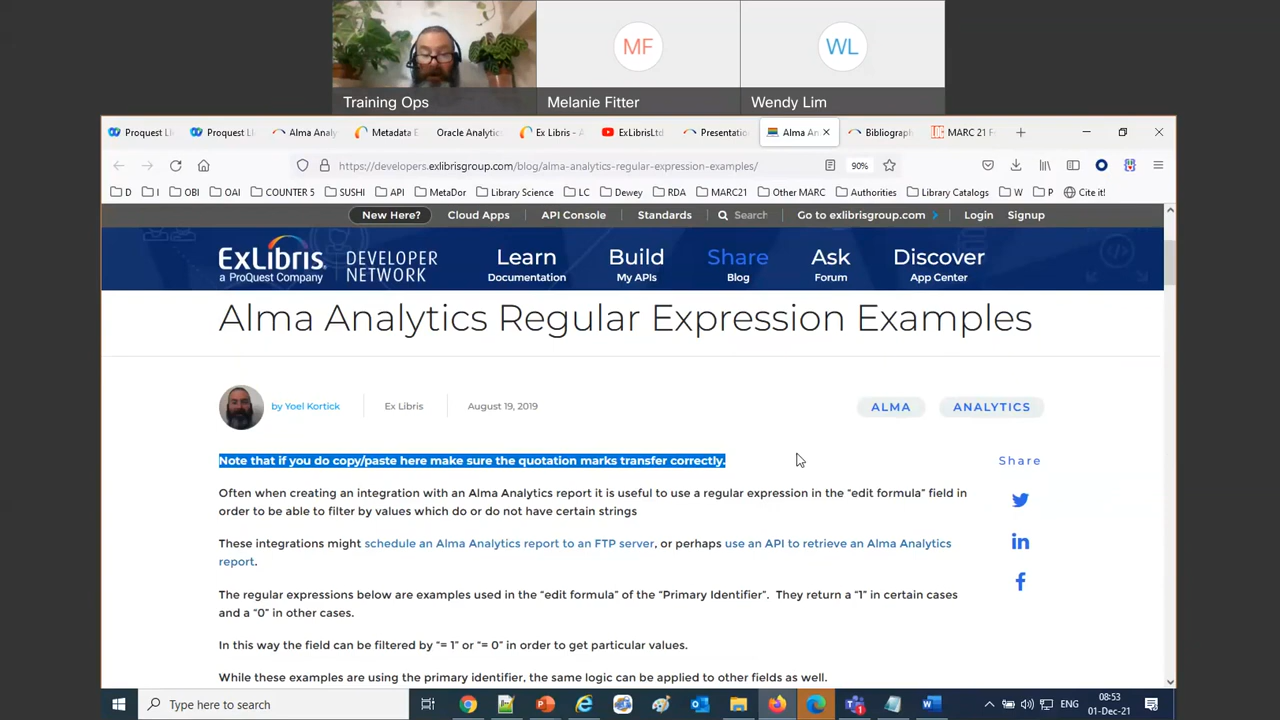 MF
WL
Training Ops
Melanie Fitter
Wendy Lim
Proquest Li
Proquest Li
Alma Analy
Metadata E
Oracle Analytic
Ex Libris - A
ExLibrisLtd
Presentatio
Alma An
Bibliograph
MARC 21 F
https://developers.exlibrisgroup.com/blog/alma-analytics-regular-expression-examples/
90%
D
I
OBI
OAI
COUNTER 5
SUSHI
API
MetaDor
Library Science
LC
Dewey
RDA
MARC21
Other MARC
Authorities
Library Catalogs
W
P
Cite it!
New Here?
Cloud Apps
API Console
Standards
Search
Go to exlibrisgroup.com
Login
Signup
ExLibris
a ProQuest Company
DEVELOPER
NETWORK
Learn
Documentation
Build
My APIs
Share
Blog
Ask
Forum
Discover
App Center
Alma Analytics Regular Expression Examples
by Yoel Kortick
Ex Libris
August 19, 2019
ALMA
ANALYTICS
Note that if you do copy/paste here make sure the quotation marks transfer correctly.
Share
Often when creating an integration with an Alma Analytics report it is useful to use a regular expression in the "edit formula" field in
order to be able to filter by values which do or do not have certain strings
These integrations might schedule an Alma Analytics report to an FTP server, or perhaps use an API to retrieve an Alma Analytics
report.
The regular expressions below are examples used in the "edit formula" of the "Primary Identifier". They return a "1" in certain cases
and a "0" in other cases.
In this way the field can be filtered by "= 1" or "= 0" in order to get particular values.
While these examples are using the primary identifier, the same logic can be applied to other fields as well.
Type here to search
ENG
08:53
01-Dec-21